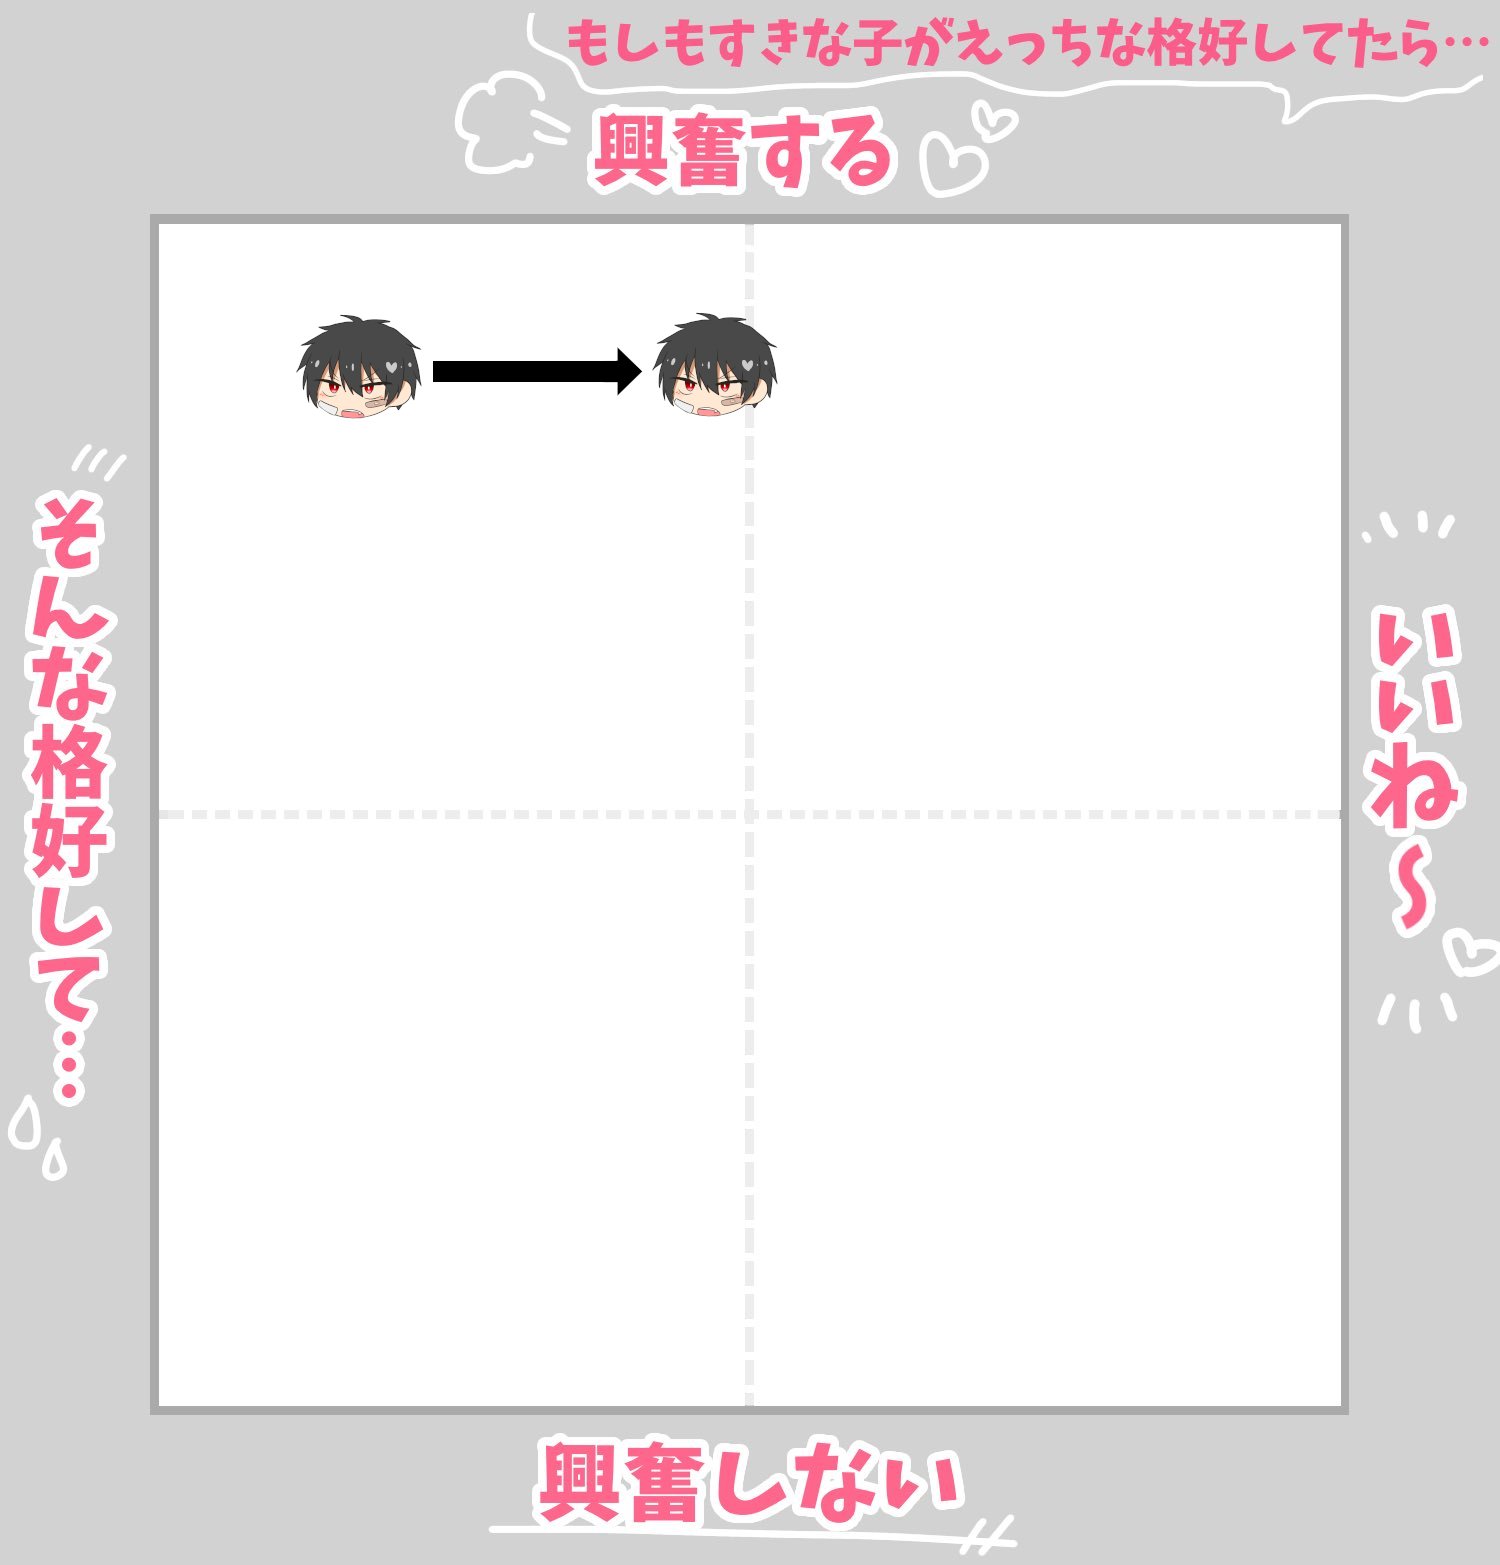 もしもすきな子がえっちな格好してたら…
興奮する
そんな格好して…
いいね〜
興奮しない